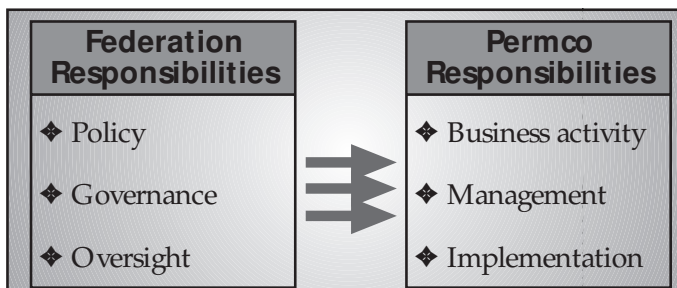 Federation
Responsibilities
❖ Policy
❖ Governance
❖ Oversight
Permco
Responsibilities
❖ Business activity
❖ Management
❖ Implementation